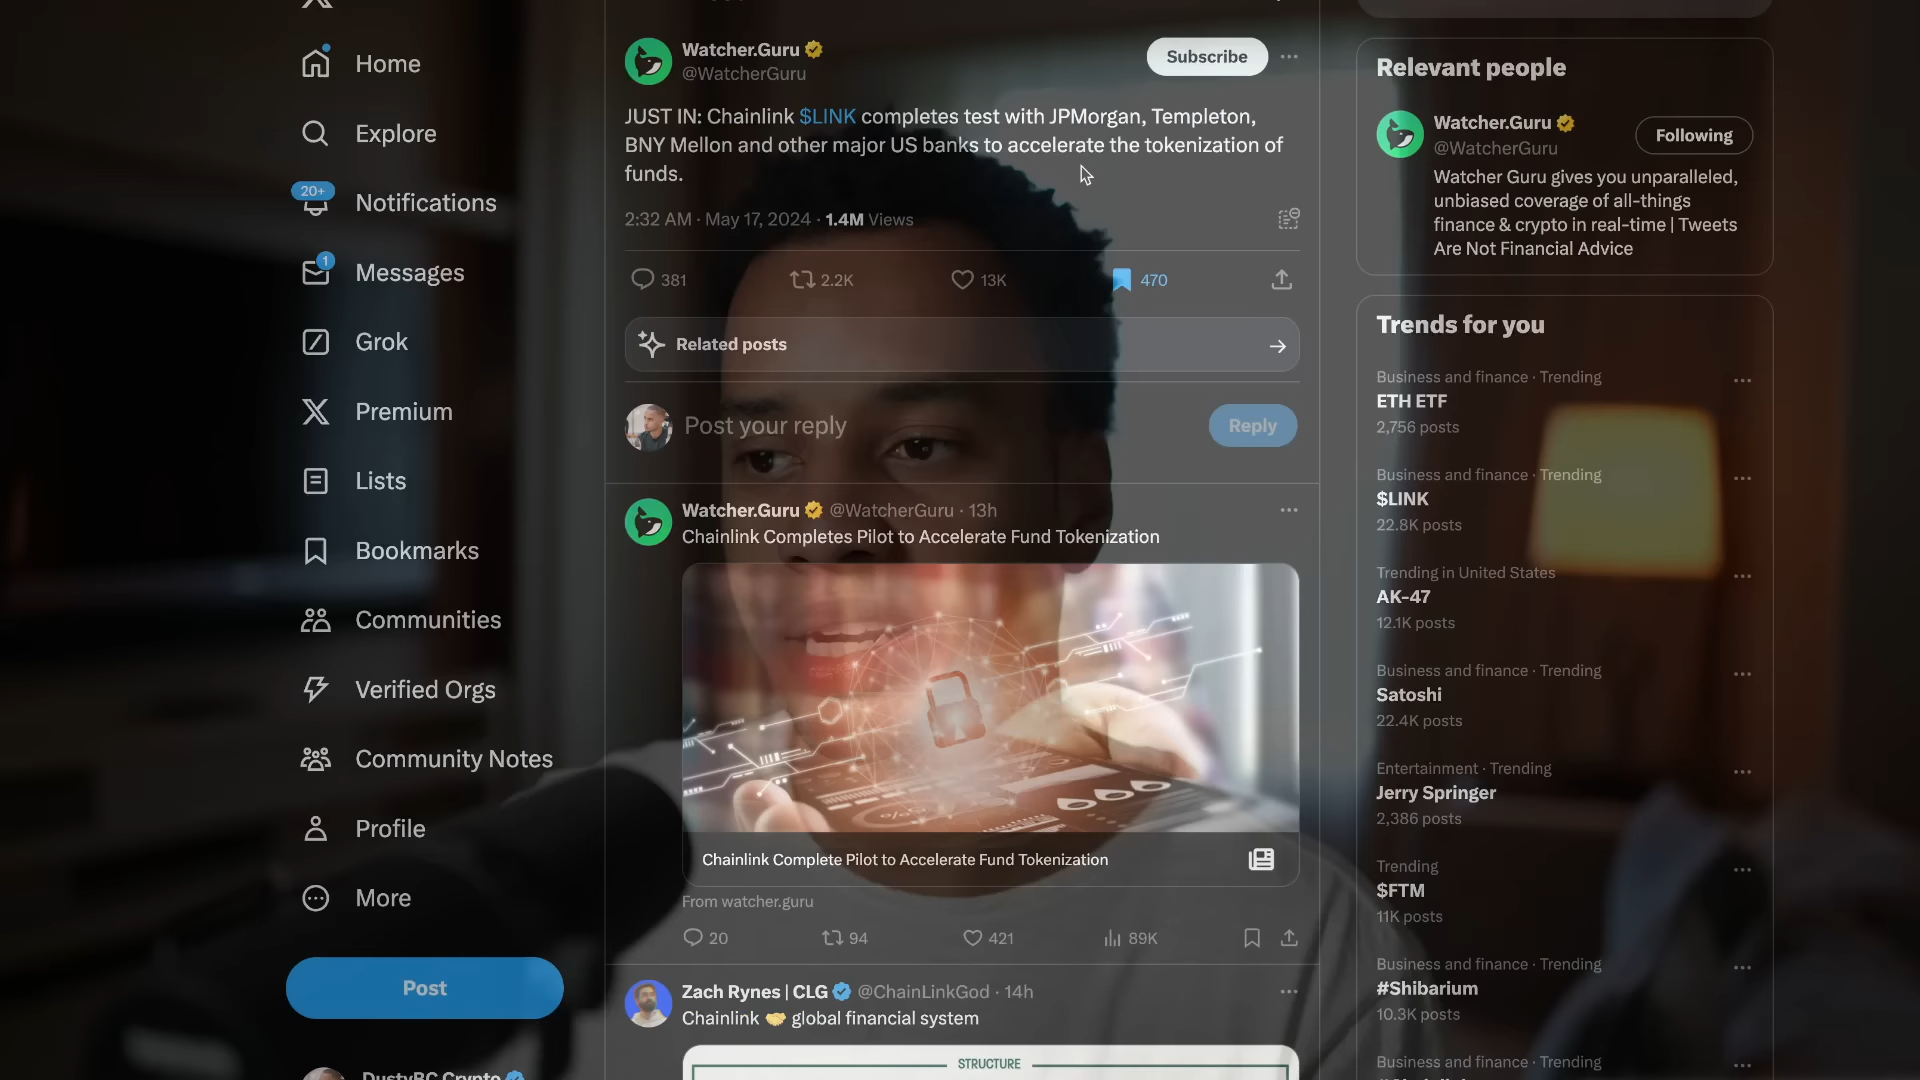 Home
Explore
20+
Notifications
1
Messages
Grok
Premium
Lists
Bookmarks
Communities
Verified Orgs
Community Notes
Profile
More
Post
DustyBC Crypto
Watcher.Guru
@WatcherGuru
Subscribe
JUST IN: Chainlink $LINK completes test with JPMorgan, Templeton,
BNY Mellon and other major US banks to accelerate the tokenization of
funds.
2:32 AM · May 17, 2024 · 1.4M Views
381 2.2K 13K 470
Related posts
Post your reply
Reply
Watcher.Guru @WatcherGuru · 13h
Chainlink Completes Pilot to Accelerate Fund Tokenization
Chainlink Complete Pilot to Accelerate Fund Tokenization
From watcher.guru
20 94 421 89K
Zach Rynes | CLG @ChainLinkGod · 14h
Chainlink 🤝 global financial system
STRUCTURE
Relevant people
Watcher.Guru
@WatcherGuru
Following
Watcher Guru gives you unparalleled,
unbiased coverage of all-things
finance & crypto in real-time | Tweets
Are Not Financial Advice
Trends for you
Business and finance · Trending
ETH ETF
2,756 posts
Business and finance · Trending
$LINK
22.8K posts
Trending in United States
AK-47
12.1K posts
Business and finance · Trending
Satoshi
22.4K posts
Entertainment · Trending
Jerry Springer
2,386 posts
Trending
$FTM
11K posts
Business and finance · Trending
#Shibarium
10.3K posts
Business and finance · Trending